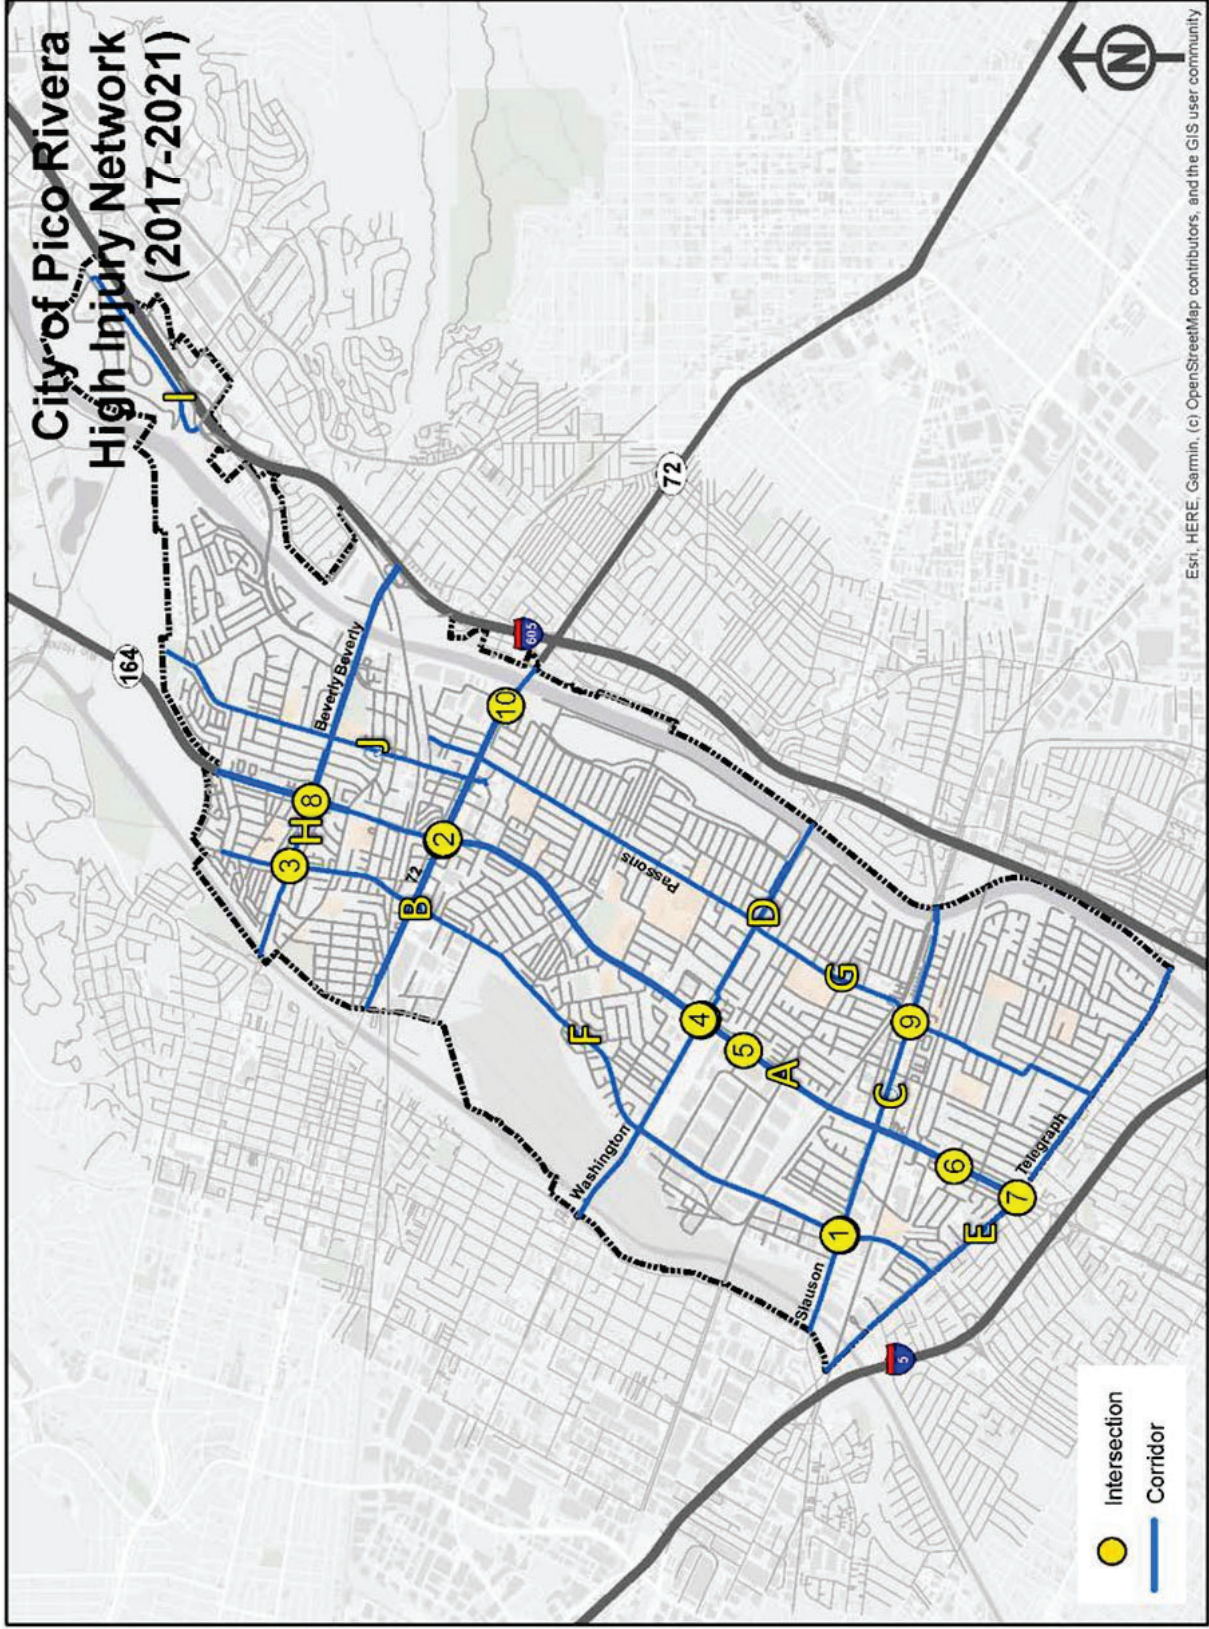 City of Pico Rivera
High Injury Network
(2017-2021)
N
164
I
Beverly Beverly
J
605
72
10
8
H
3
2
72
B
Passons
D
G
F
4
5
A
9
C
Washington
6
7
Telegraph
E
1
Slauson
5
Intersection
Corridor
Esri, HERE, Garmin, (c) OpenStreetMap contributors, and the GIS user community